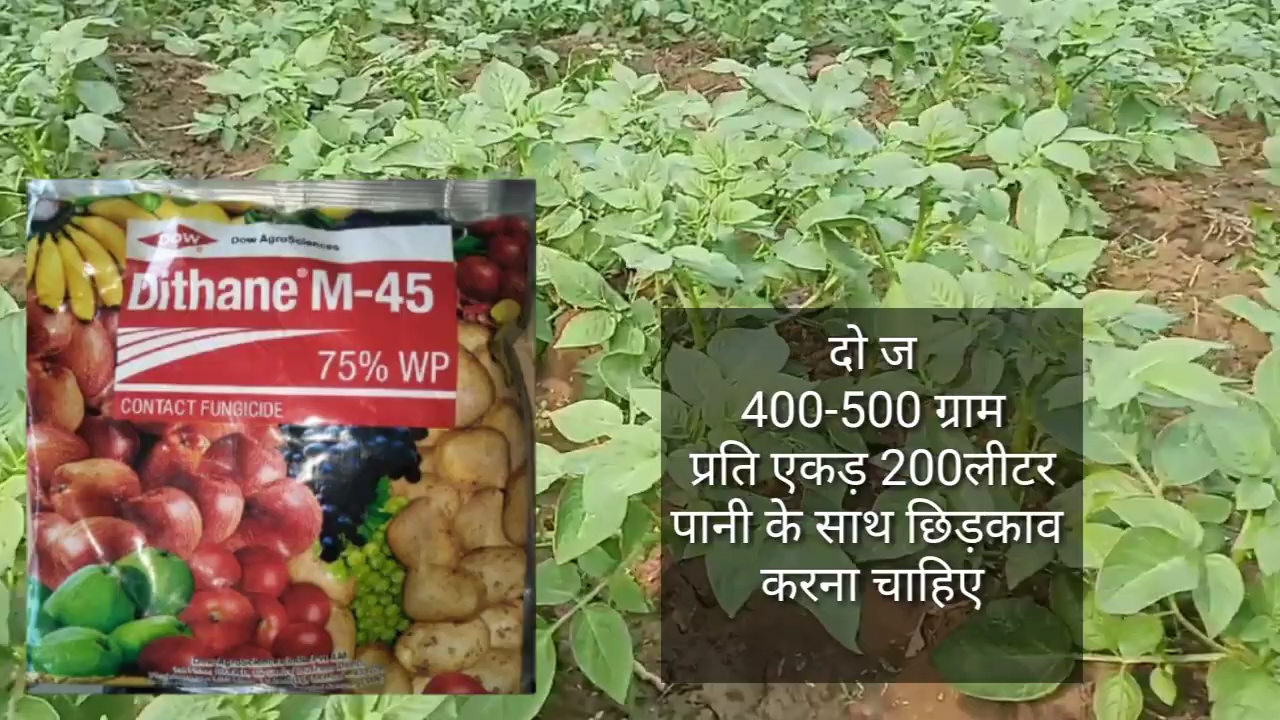 DOW
Dow AgroSciences
Dithane® M-45
75% WP
CONTACT FUNGICIDE
दो ज
400-500 ग्राम
प्रति एकड़ 200लीटर
पानी के साथ छिड़काव
करना चाहिए